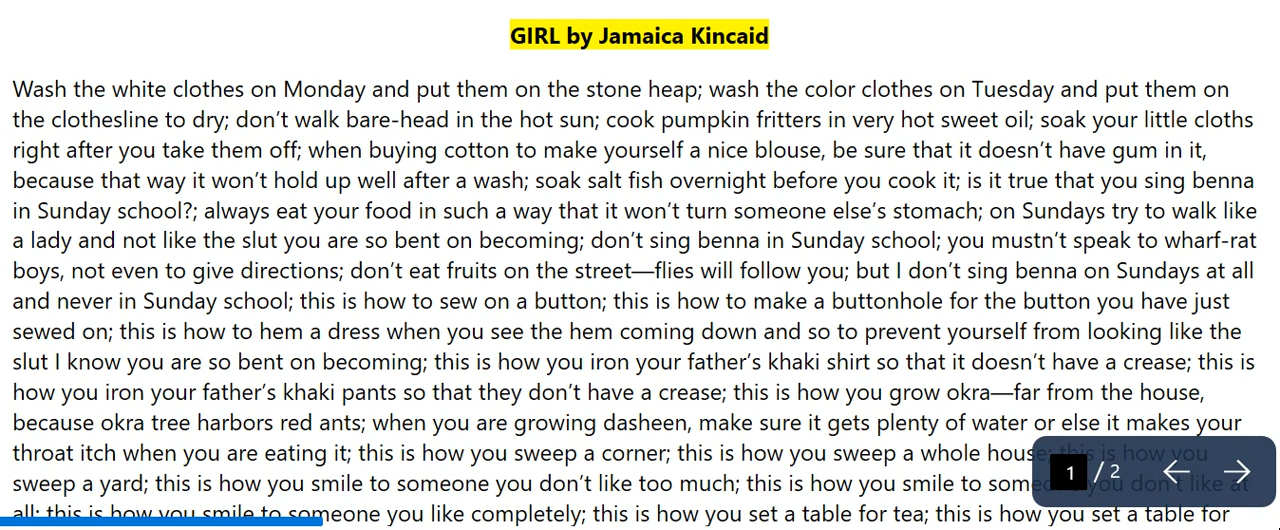 GIRL by Jamaica Kincaid
Wash the white clothes on Monday and put them on the stone heap; wash the color clothes on Tuesday and put them on
the clothesline to dry; don’t walk bare-head in the hot sun; cook pumpkin fritters in very hot sweet oil; soak your little cloths
right after you take them off; when buying cotton to make yourself a nice blouse, be sure that it doesn’t have gum in it,
because that way it won’t hold up well after a wash; soak salt fish overnight before you cook it; is it true that you sing benna
in Sunday school?; always eat your food in such a way that it won’t turn someone else’s stomach; on Sundays try to walk like
a lady and not like the slut you are so bent on becoming; don’t sing benna in Sunday school; you mustn’t speak to wharf-rat
boys, not even to give directions; don’t eat fruits on the street—flies will follow you; but I don’t sing benna on Sundays at all
and never in Sunday school; this is how to sew on a button; this is how to make a buttonhole for the button you have just
sewed on; this is how to hem a dress when you see the hem coming down and so to prevent yourself from looking like the
slut I know you are so bent on becoming; this is how you iron your father’s khaki shirt so that it doesn’t have a crease; this is
how you iron your father’s khaki pants so that they don’t have a crease; this is how you grow okra—far from the house,
because okra tree harbors red ants; when you are growing dasheen, make sure it gets plenty of water or else it makes your
throat itch when you are eating it; this is how you sweep a corner; this is how you sweep a whole house; this is how you
sweep a yard; this is how you smile to someone you don’t like too much; this is how you smile to someone you don’t like at
all; this is how you smile to someone you like completely; this is how you set a table for tea; this is how you set a table for
1 / 2